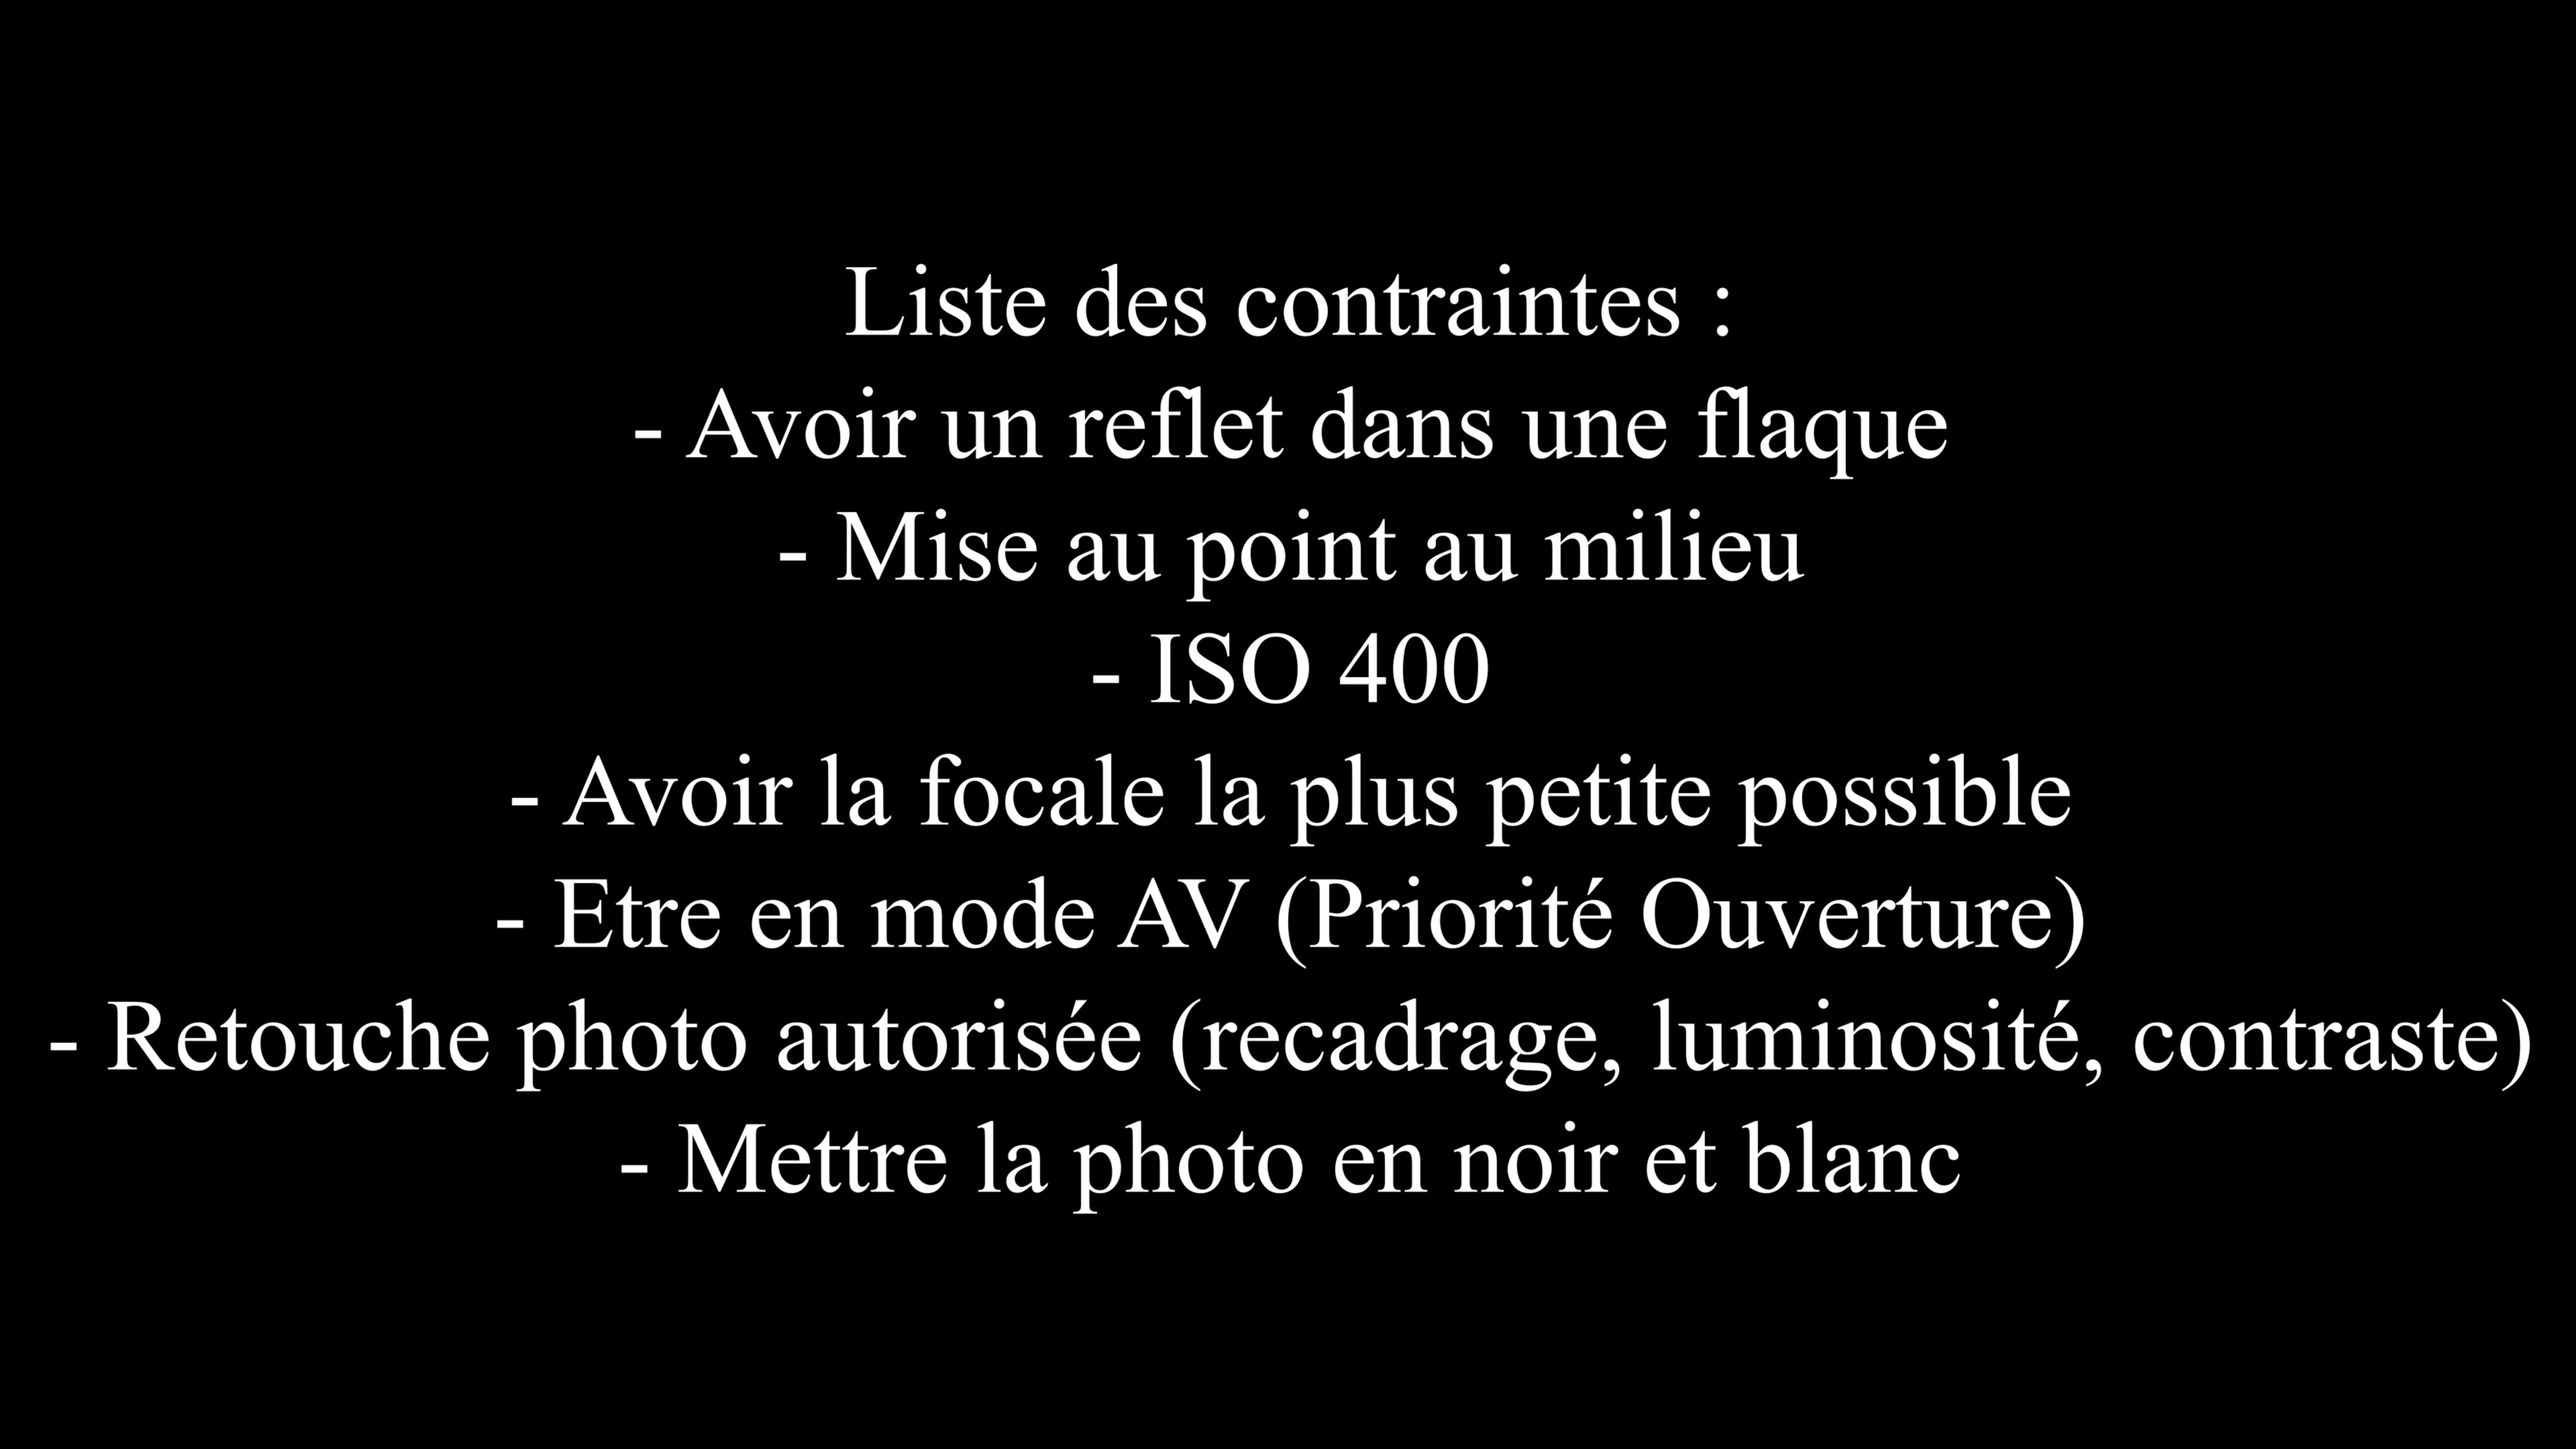 Liste des contraintes :
- Avoir un reflet dans une flaque
- Mise au point au milieu
- ISO 400
- Avoir la focale la plus petite possible
- Etre en mode AV (Priorité Ouverture)
- Retouche photo autorisée (recadrage, luminosité, contraste)
- Mettre la photo en noir et blanc